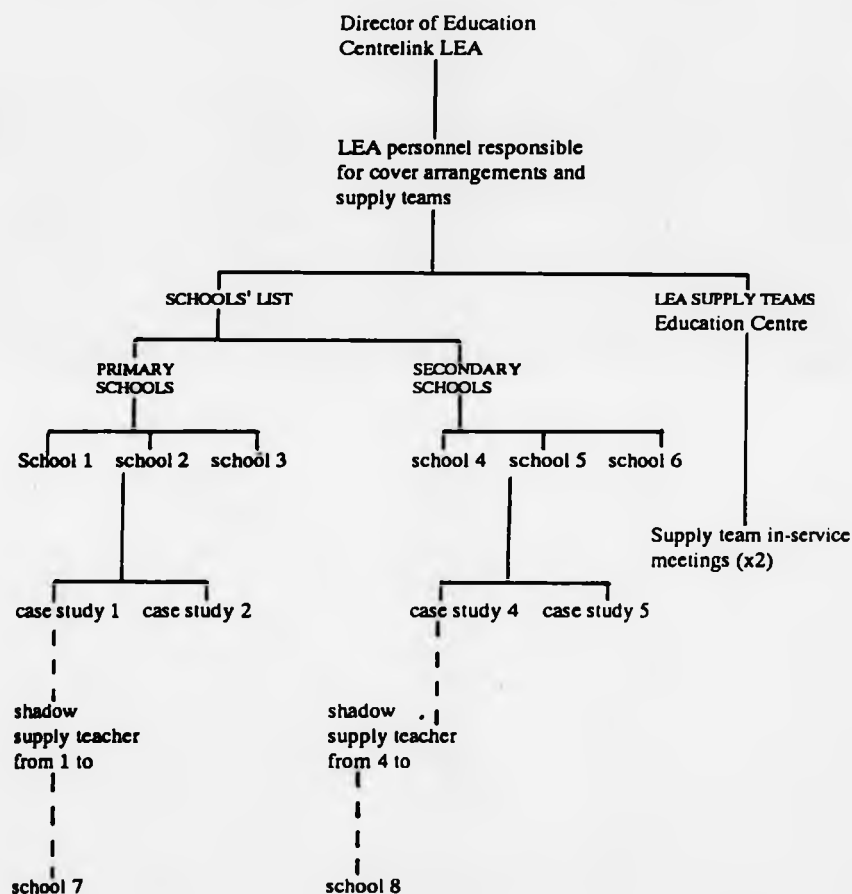 Director of Education
Centrelink LEA
LEA personnel responsible
for cover arrangements and
supply teams
SCHOOLS' LIST
LEA SUPPLY TEAMS
Education Centre
PRIMARY
SCHOOLS
SECONDARY
SCHOOLS
School 1 school 2 school 3
school 4 school 5 school 6
Supply team in-service
meetings (x2)
case study 1 case study 2
case study 4 case study 5
shadow
supply teacher
from 1 to
shadow
supply teacher
from 4 to
school 7
school 8